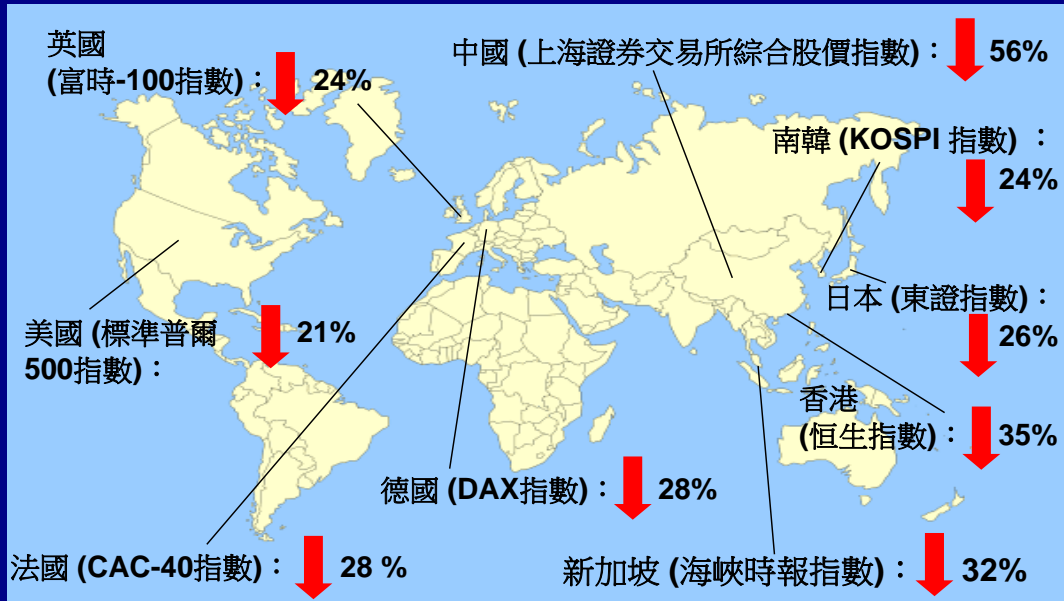 英國
(富時-100指數)： 24%
中國 (上海證券交易所綜合股價指數)： 56%
南韓 (KOSPI 指數) ：
24%
日本 (東證指數)：
26%
美國 (標準普爾 21%
500指數)：
香港
(恒生指數)： 35%
德國 (DAX指數)： 28%
法國 (CAC-40指數)： 28 %
新加坡 (海峽時報指數)： 32%